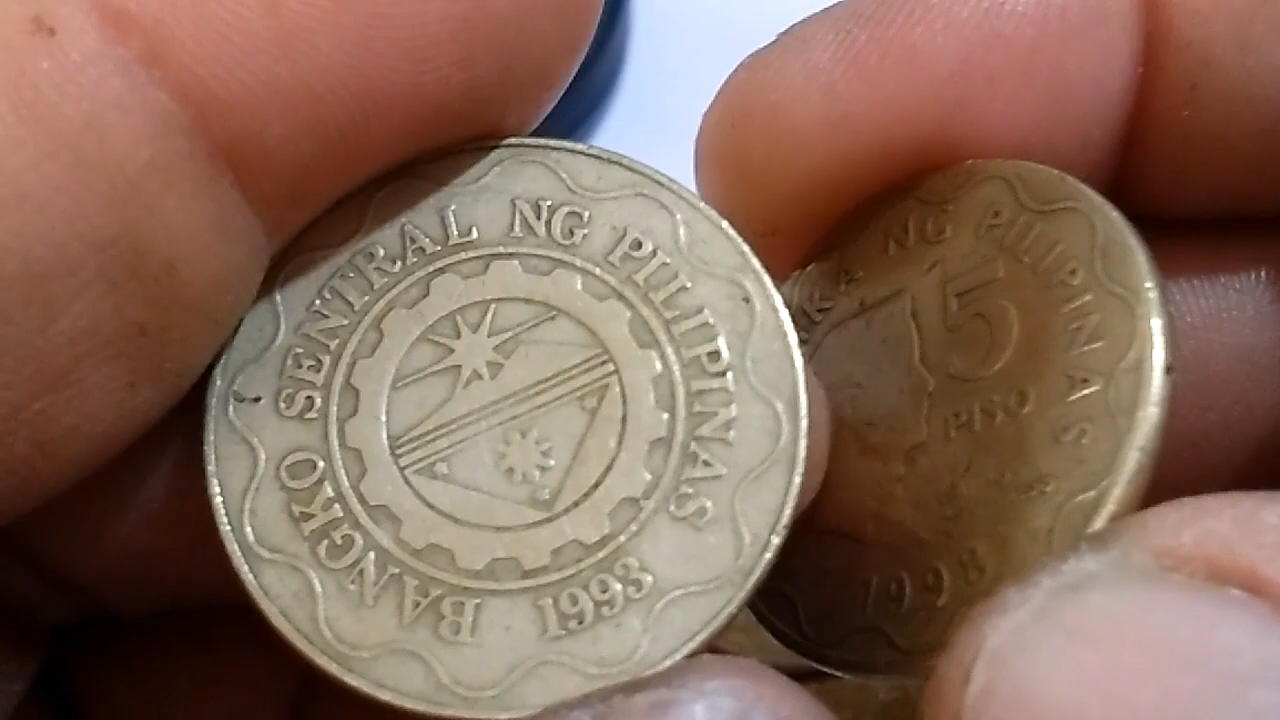 BANGKO SENTRAL NG PILIPINAS
1993
NG PILIPINAS
5
PISO
1998